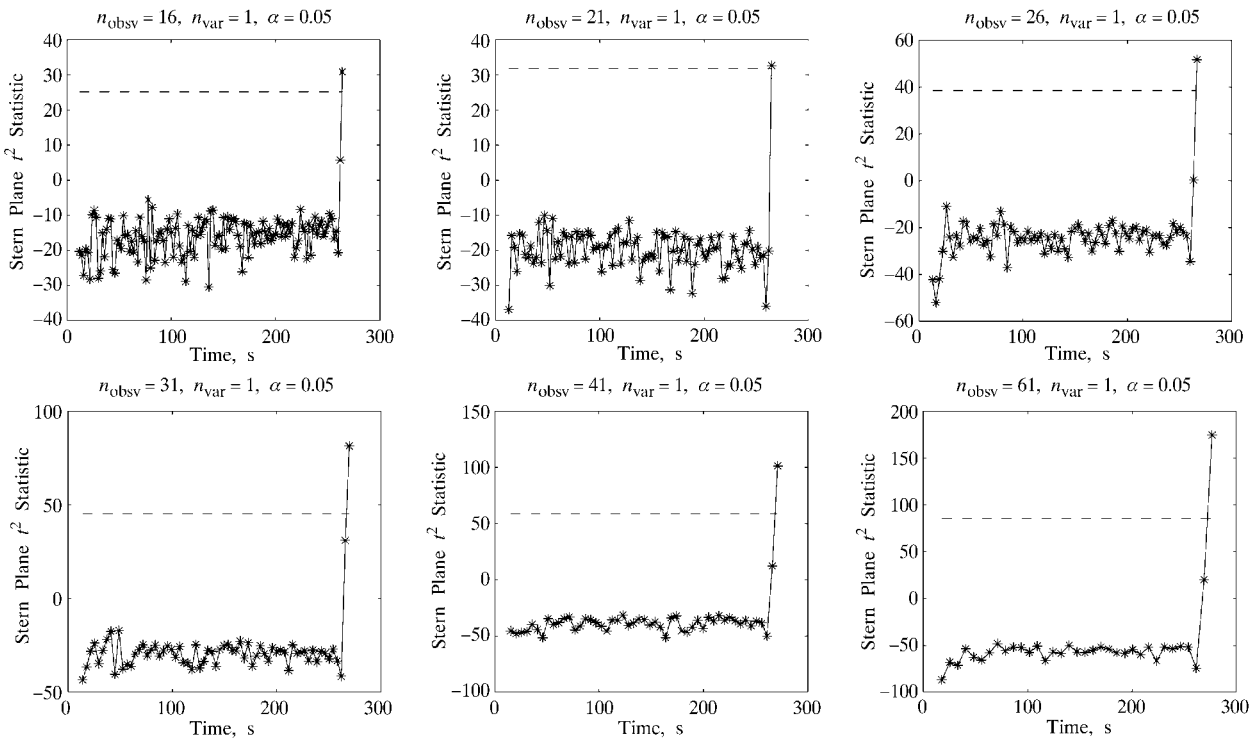 n_obsv = 16, n_var = 1, α = 0.05
Stern Plane t² Statistic
40
30
20
10
0
−10
−20
−30
−40
0 100 200 300
Time, s
n_obsv = 21, n_var = 1, α = 0.05
Stern Plane t² Statistic
40
30
20
10
0
−10
−20
−30
−40
0 100 200 300
Time, s
n_obsv = 26, n_var = 1, α = 0.05
Stern Plane t² Statistic
60
40
20
0
−20
−40
−60
0 100 200 300
Time, s
n_obsv = 31, n_var = 1, α = 0.05
Stern Plane t² Statistic
100
50
0
−50
0 100 200 300
Time, s
n_obsv = 41, n_var = 1, α = 0.05
Stern Plane t² Statistic
150
100
50
0
−50
−100
0 100 200 300
Time, s
n_obsv = 61, n_var = 1, α = 0.05
Stern Plane t² Statistic
200
150
100
50
0
−50
−100
0 100 200 300
Time, s